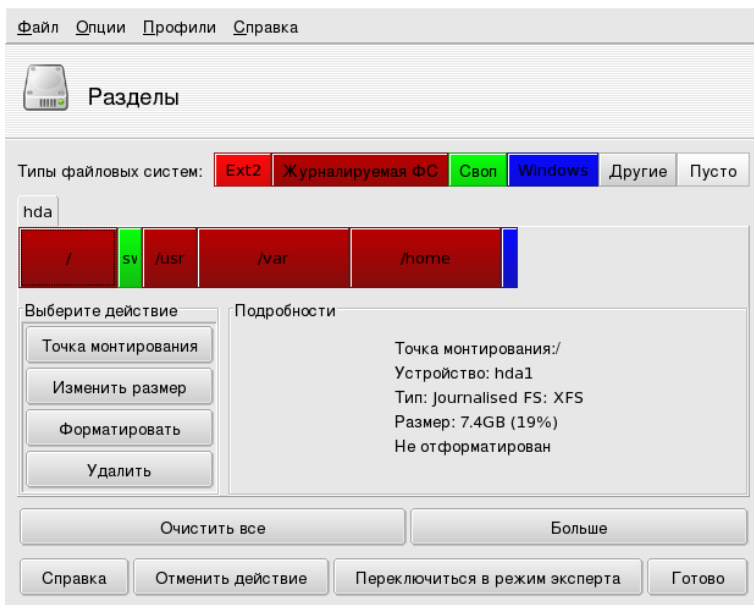 Файл Опции Профили Справка
Разделы
Типы файловых систем: Ext2 Журналируемая ФС Своп Windows Другие Пусто
hda
/ sv /usr /var /home
Выберите действие
Точка монтирования
Изменить размер
Форматировать
Удалить
Подробности
Точка монтирования:/
Устройство: hda1
Тип: Journalised FS: XFS
Размер: 7.4GB (19%)
Не отформатирован
Очистить все Больше
Справка Отменить действие Переключиться в режим эксперта Готово